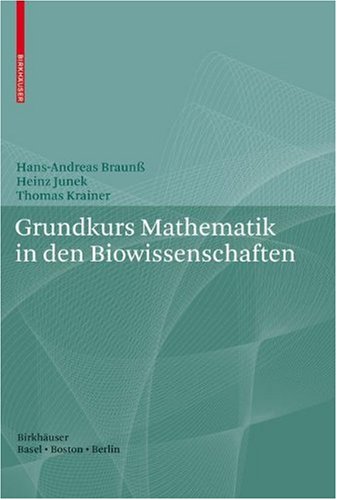 BIRKHÄUSER
Hans-Andreas Braunß
Heinz Junek
Thomas Krainer
Grundkurs Mathematik
in den Biowissenschaften
Birkhäuser
Basel • Boston • Berlin